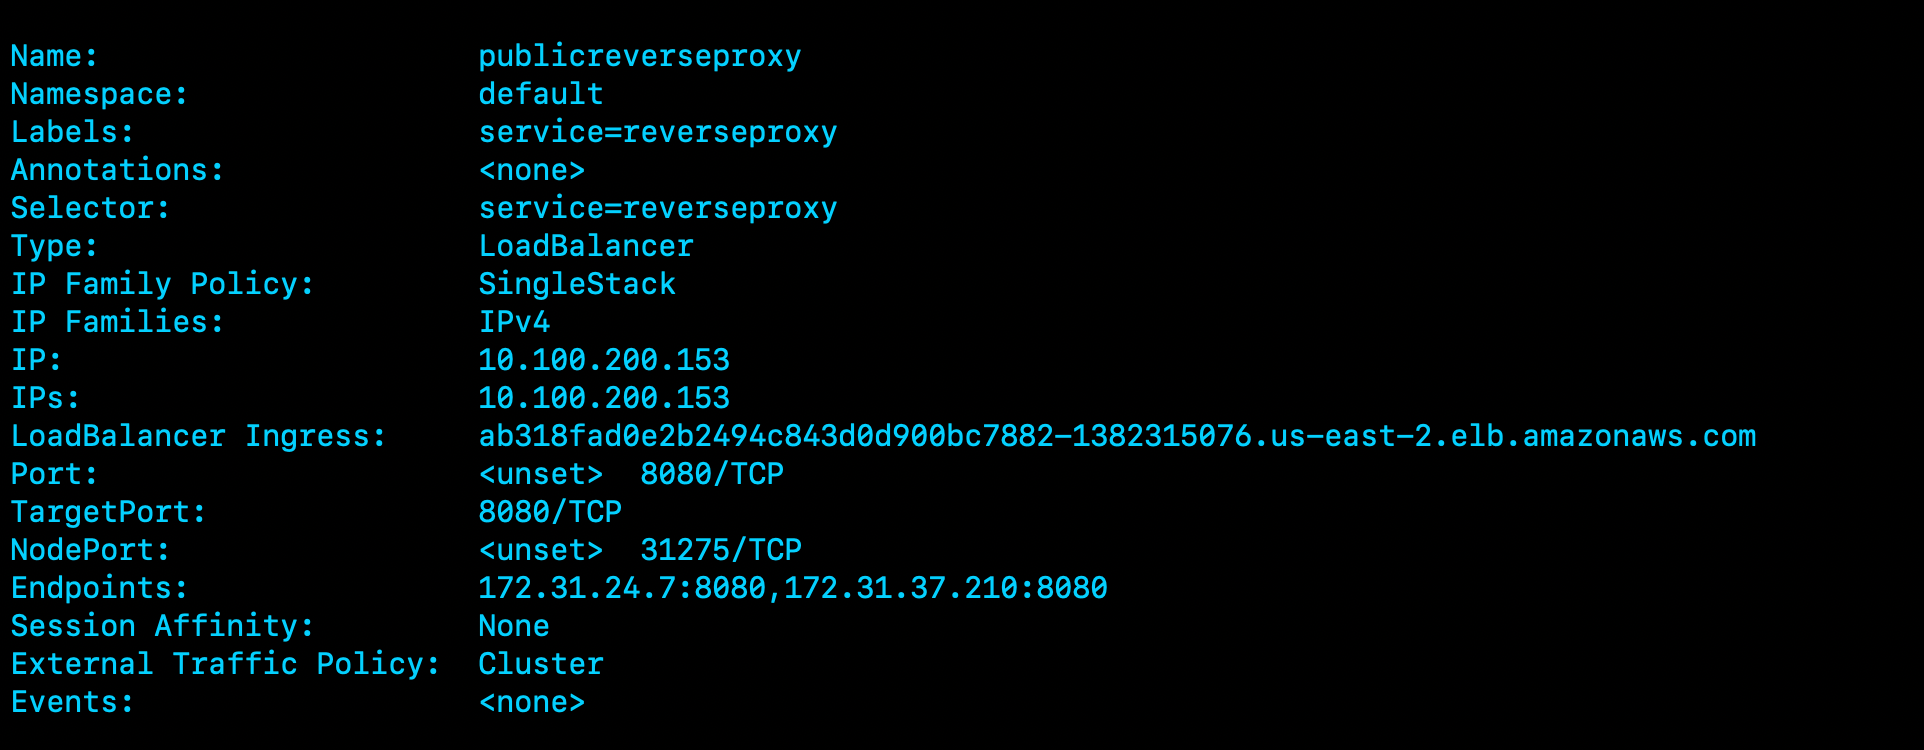 Name: publicreverseproxy
Namespace: default
Labels: service=reverseproxy
Annotations: <none>
Selector: service=reverseproxy
Type: LoadBalancer
IP Family Policy: SingleStack
IP Families: IPv4
IP: 10.100.200.153
IPs: 10.100.200.153
LoadBalancer Ingress: ab318fad0e2b2494c843d0d900bc7882-1382315076.us-east-2.elb.amazonaws.com
Port: <unset> 8080/TCP
TargetPort: 8080/TCP
NodePort: <unset> 31275/TCP
Endpoints: 172.31.24.7:8080,172.31.37.210:8080
Session Affinity: None
External Traffic Policy: Cluster
Events: <none>